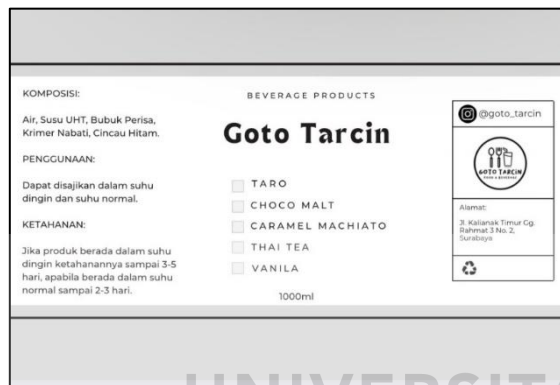 KOMPOSISI:
Air, Susu UHT, Bubuk Perisa,
Krimer Nabati, Cincau Hitam.
PENGGUNAAN:
Dapat disajikan dalam suhu
dingin dan suhu normal.
KETAHANAN:
Jika produk berada dalam suhu
dingin ketahanannya sampai 3-5
hari, apabila berada dalam suhu
normal sampai 2-3 hari.
BEVERAGE PRODUCTS
Goto Tarcin
TARO
CHOCO MALT
CARAMEL MACHIATO
THAI TEA
VANILA
1000ml
@goto_tarcin
GOTO TARCIN
FOOD & BEVERAGE
Alamat:
Jl. Kalianak Timur Gg.
Rahmat 3 No. 2,
Surabaya
UNIVERSIT